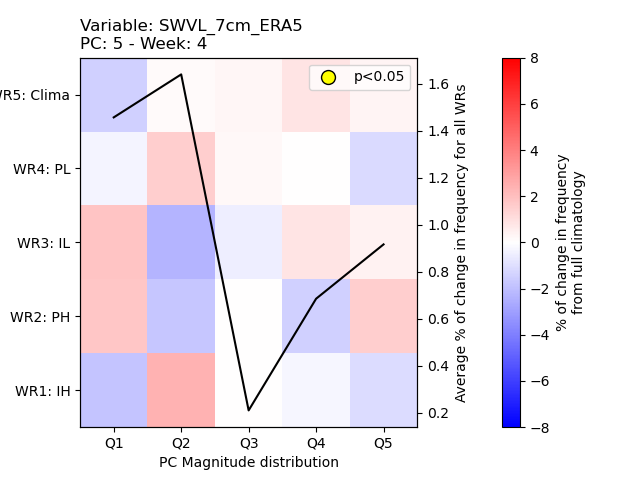 Variable: SWVL_7cm_ERA5
PC: 5 - Week: 4
p<0.05
WR5: Clima
WR4: PL
WR3: IL
WR2: PH
WR1: IH
Q1 Q2 Q3 Q4 Q5
PC Magnitude distribution
1.6
1.4
1.2
1.0
0.8
0.6
0.4
0.2
Average % of change in frequency for all WRs
8
6
4
2
0
−2
−4
−6
−8
% of change in frequency
from full climatology